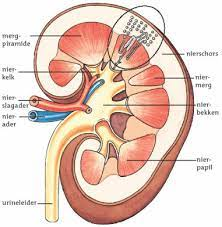 merg-
piramide
nier-
kelk
nier-
slagader
nier-
ader
urineleider
nierschors
nier-
merg
nier-
bekken
nier-
papil